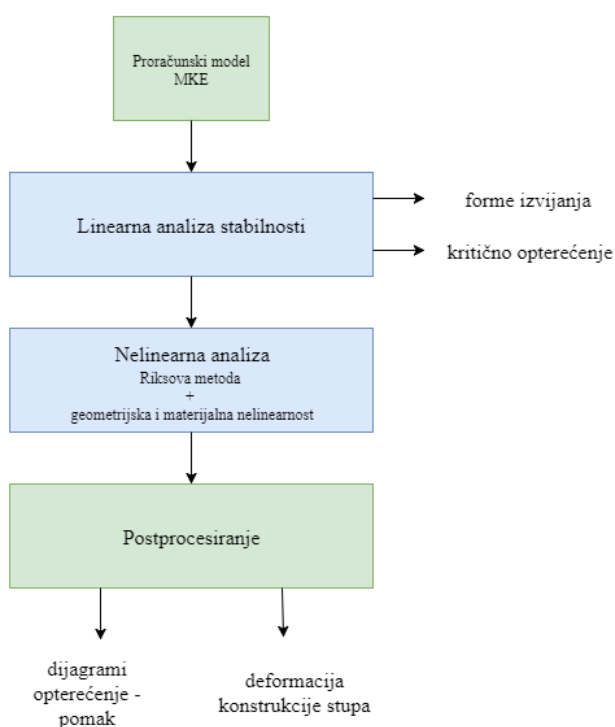 Proračunski model
MKE
Linearna analiza stabilnosti
forme izvijanja
kritično opterećenje
Nelinearna analiza
Riksova metoda
+
geometrijska i materijalna nelinearnost
Postprocesiranje
dijagrami
opterećenje -
pomak
deformacija
konstrukcije stupa